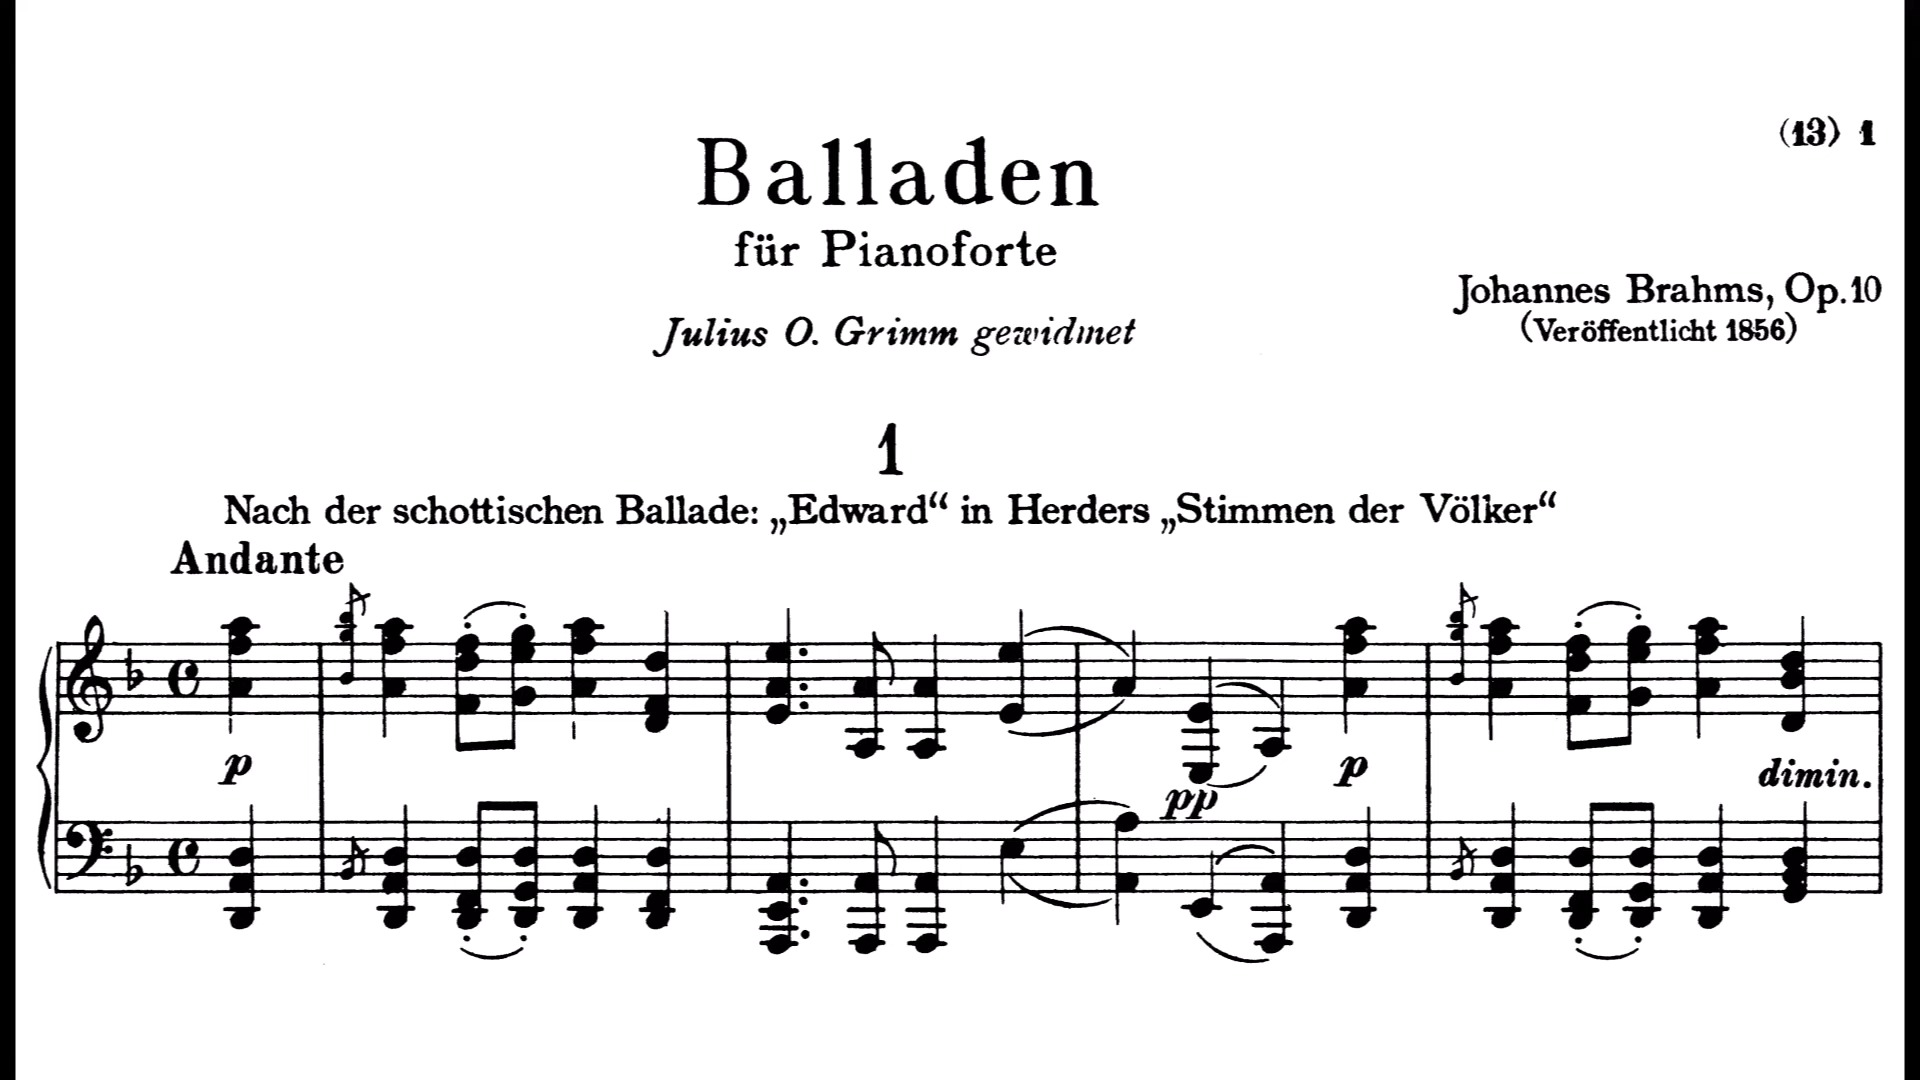 (13) 1
Balladen
für Pianoforte
Johannes Brahms, Op.10
(Veröffentlicht 1856)
Julius O. Grimm gewidmet
1
Nach der schottischen Ballade: „Edward“ in Herders „Stimmen der Völker“
Andante
p
pp
p
dimin.